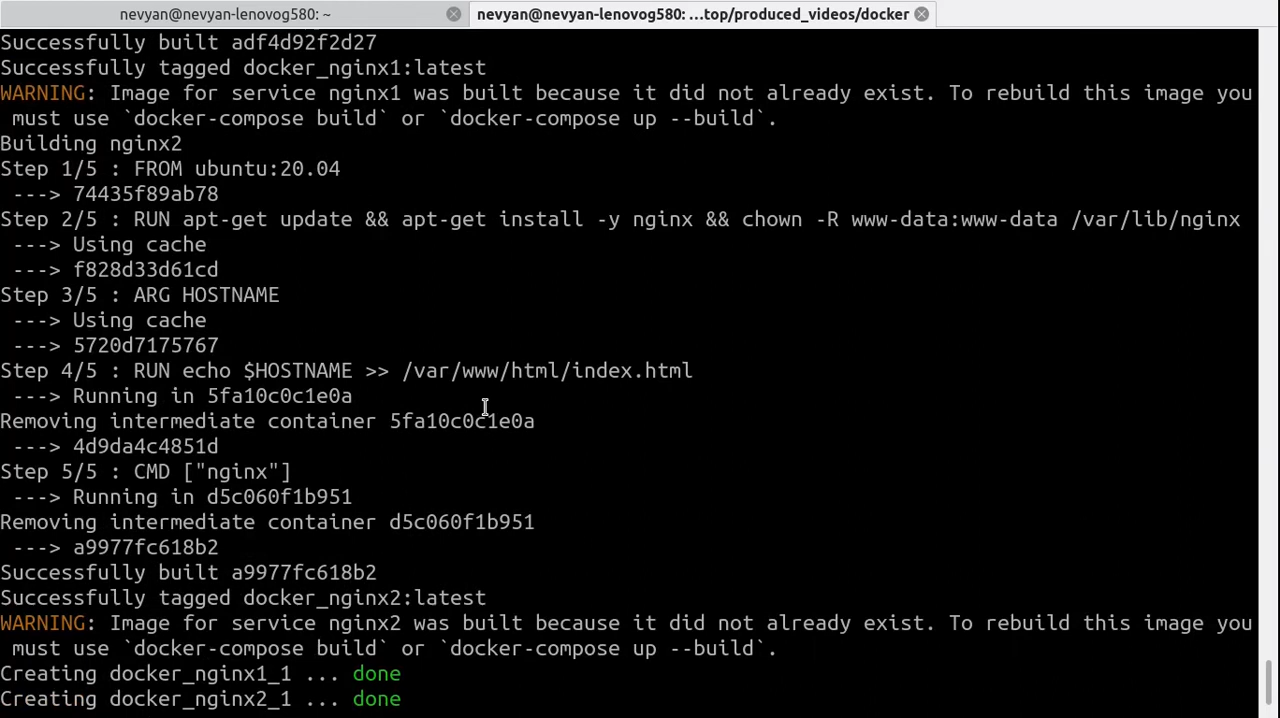 nevyan@nevyan-lenovog580: ~
nevyan@nevyan-lenovog580: ...top/produced_videos/docker
Successfully built adf4d92f2d27
Successfully tagged docker_nginx1:latest
WARNING: Image for service nginx1 was built because it did not already exist. To rebuild this image you
must use `docker-compose build` or `docker-compose up --build`.
Building nginx2
Step 1/5 : FROM ubuntu:20.04
---> 74435f89ab78
Step 2/5 : RUN apt-get update && apt-get install -y nginx && chown -R www-data:www-data /var/lib/nginx
---> Using cache
---> f828d33d61cd
Step 3/5 : ARG HOSTNAME
---> Using cache
---> 5720d7175767
Step 4/5 : RUN echo $HOSTNAME >> /var/www/html/index.html
---> Running in 5fa10c0c1e0a
Removing intermediate container 5fa10c0c1e0a
---> 4d9da4c4851d
Step 5/5 : CMD ["nginx"]
---> Running in d5c060f1b951
Removing intermediate container d5c060f1b951
---> a9977fc618b2
Successfully built a9977fc618b2
Successfully tagged docker_nginx2:latest
WARNING: Image for service nginx2 was built because it did not already exist. To rebuild this image you
must use `docker-compose build` or `docker-compose up --build`.
Creating docker_nginx1_1 ... done
Creating docker_nginx2_1 ... done